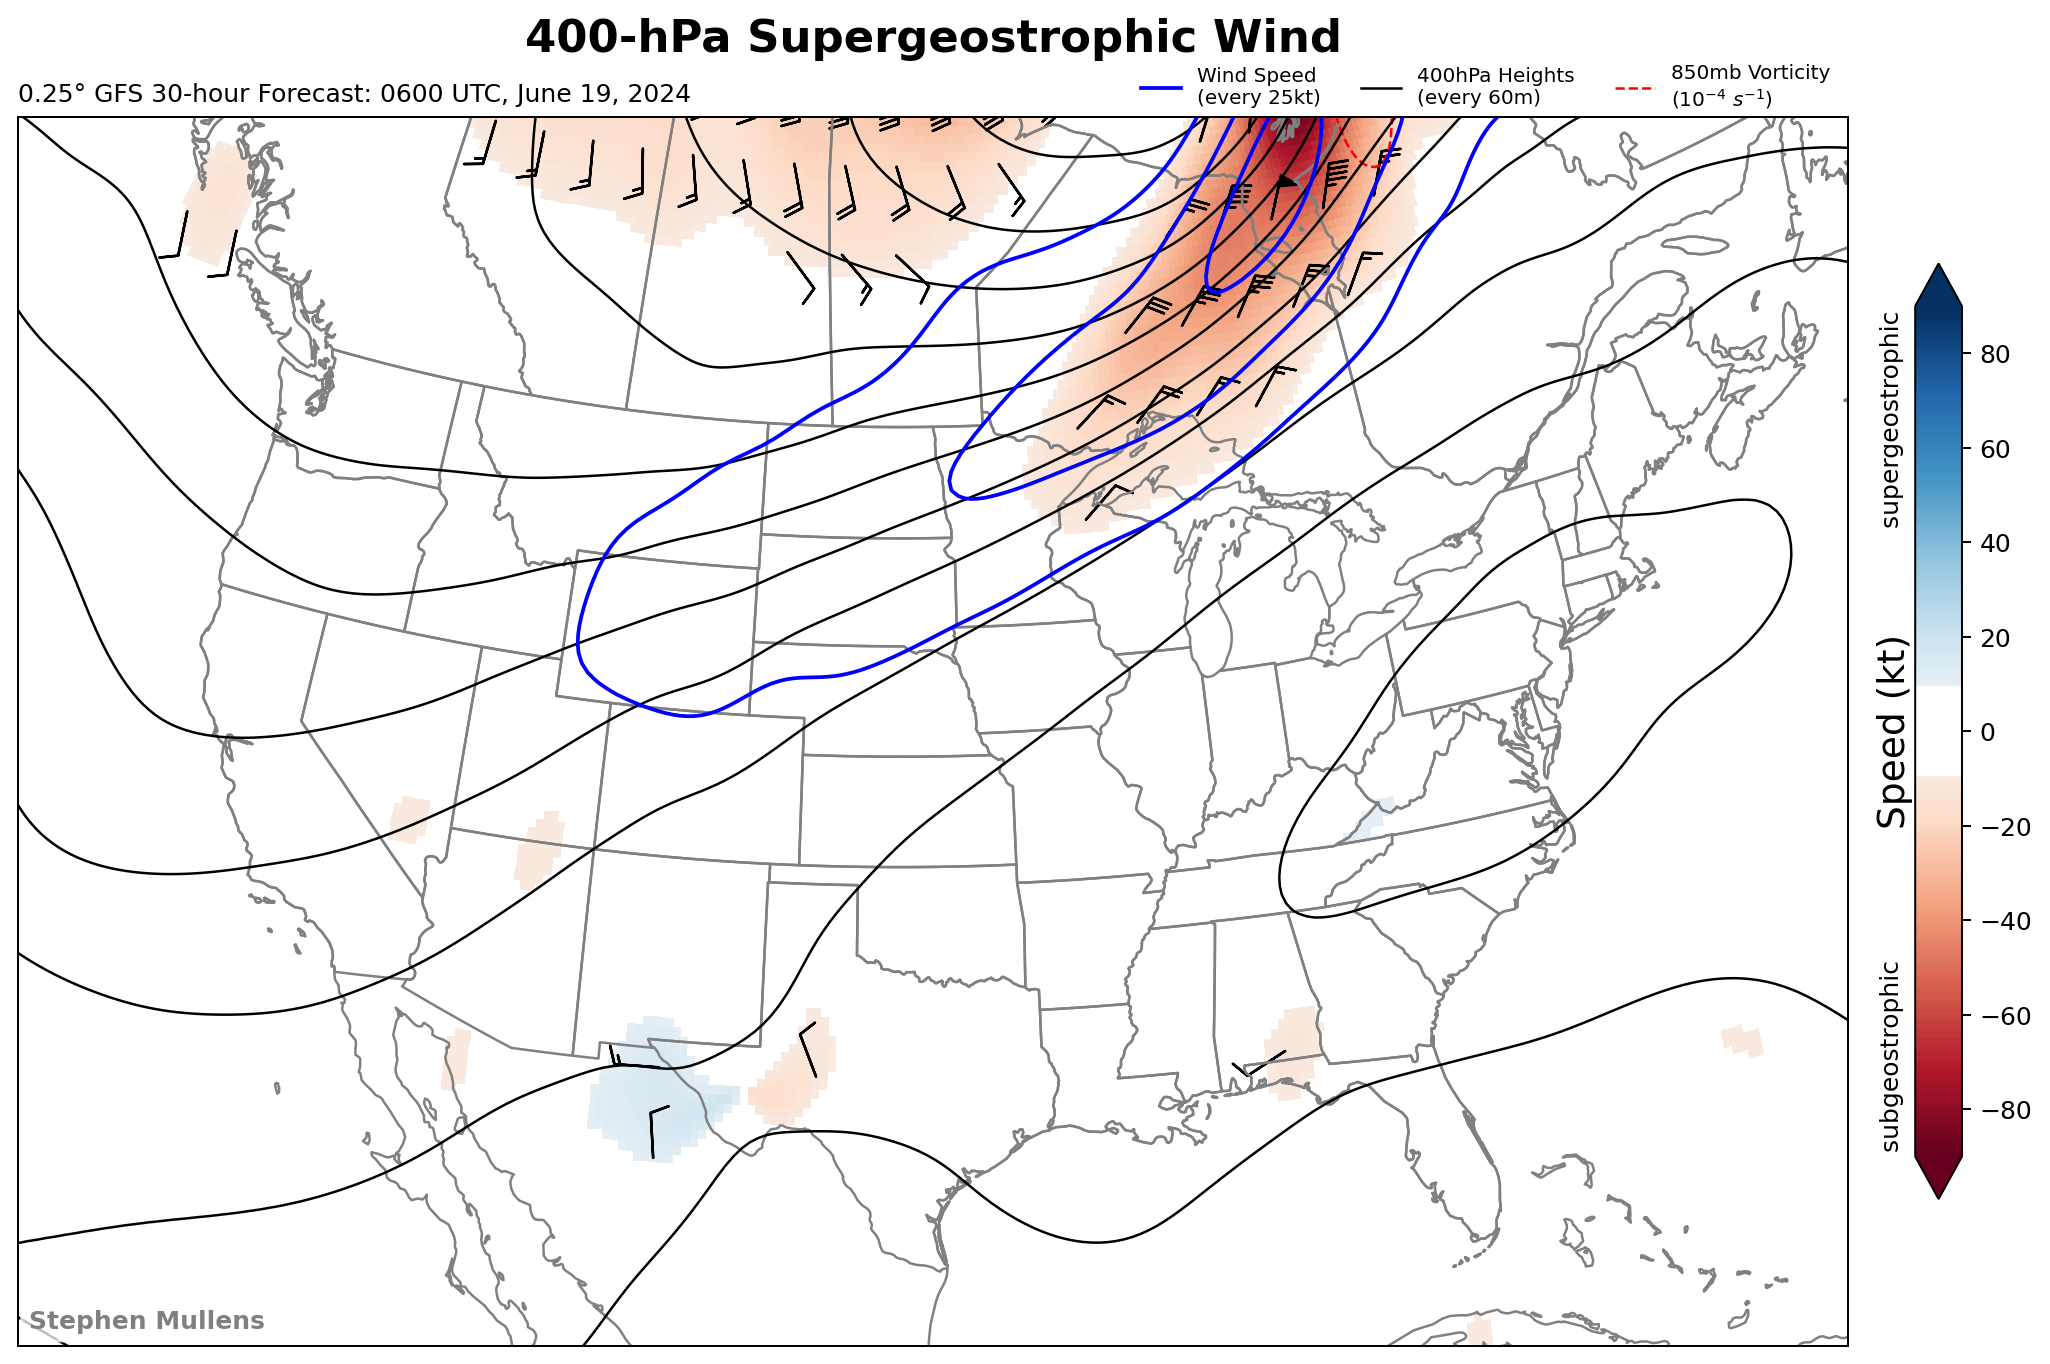 400-hPa Supergeostrophic Wind
0.25° GFS 30-hour Forecast: 0600 UTC, June 19, 2024
Wind Speed
(every 25kt)
400hPa Heights
(every 60m)
850mb Vorticity
(10⁻⁴ s⁻¹)
supergeostrophic
Speed (kt)
subgeostrophic
80
60
40
20
0
−20
−40
−60
−80
Stephen Mullens